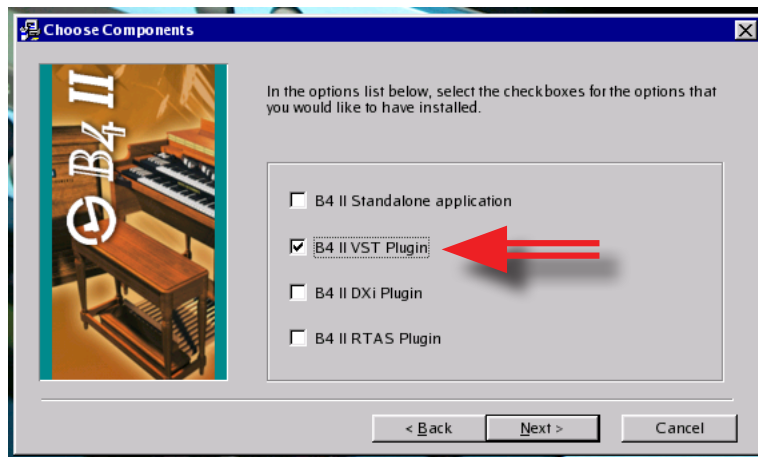 Choose Components
B4 II
In the options list below, select the checkboxes for the options that
you would like to have installed.
B4 II Standalone application
B4 II VST Plugin
B4 II DXi Plugin
B4 II RTAS Plugin
< Back
Next >
Cancel